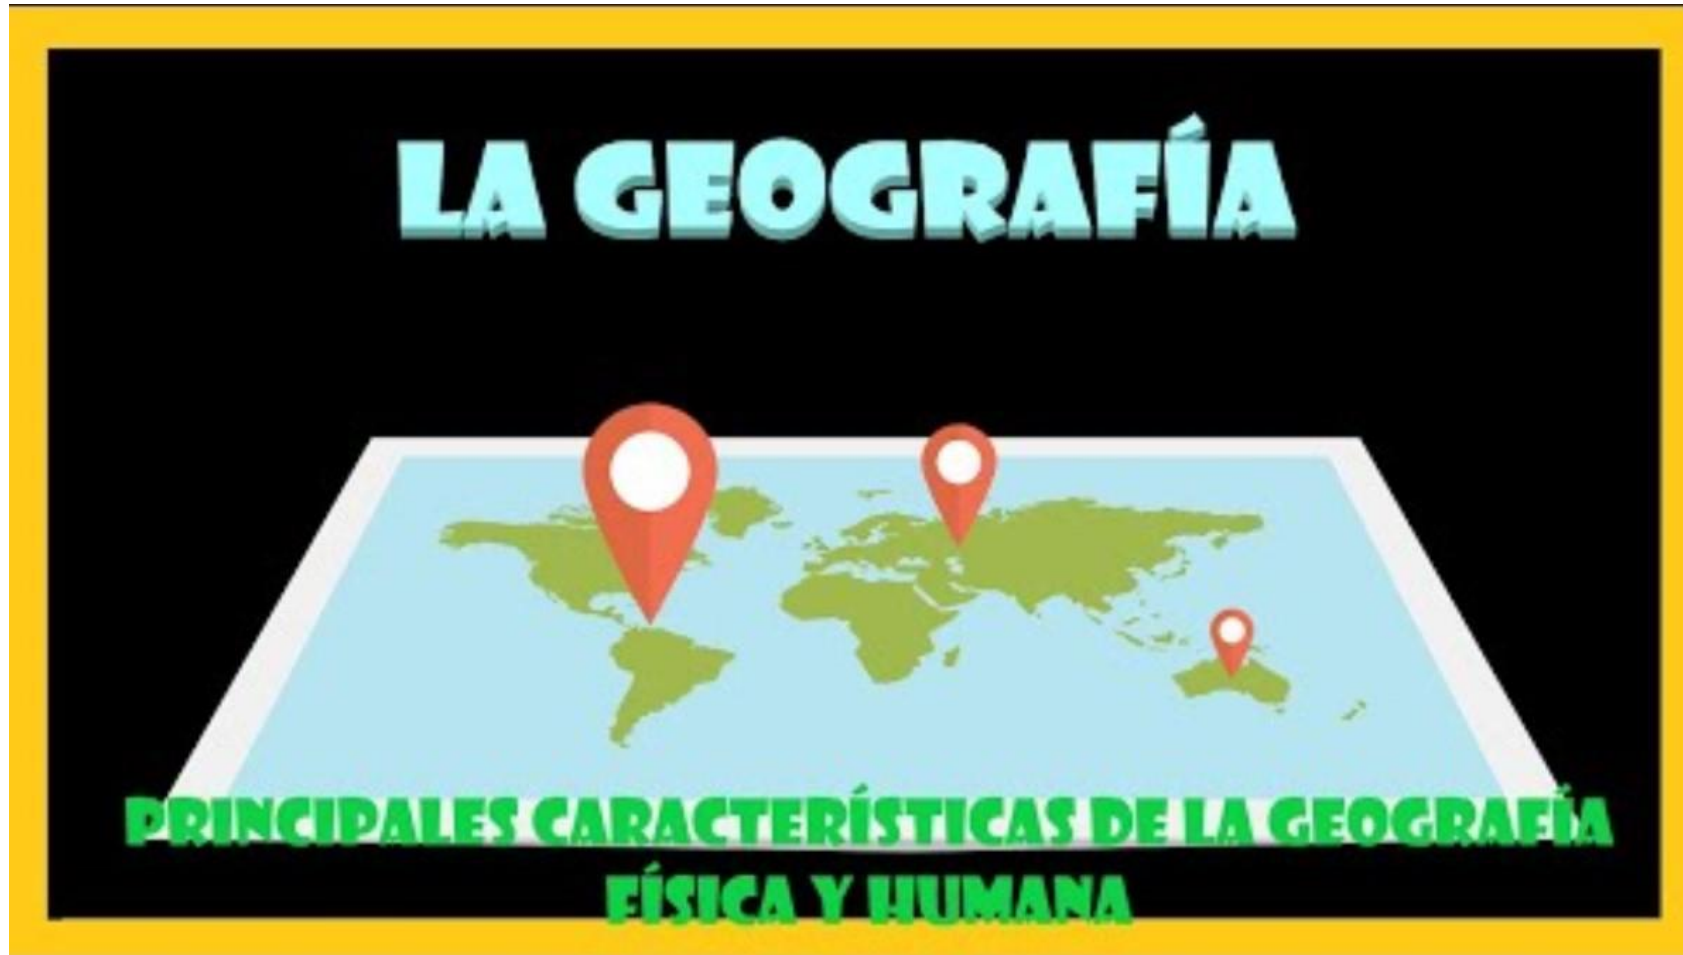 LA GEOGRAFÍA
PRINCIPALES CARACTERÍSTICAS DE LA GEOGRAFÍA
FÍSICA Y HUMANA